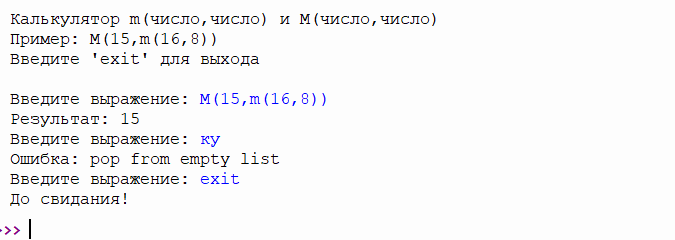 Калькулятор m(число,число) и M(число,число)
Пример: M(15,m(16,8))
Введите 'exit' для выхода
Введите выражение: M(15,m(16,8))
Результат: 15
Введите выражение: ку
Ошибка: pop from empty list
Введите выражение: exit
До свидания!
>>>